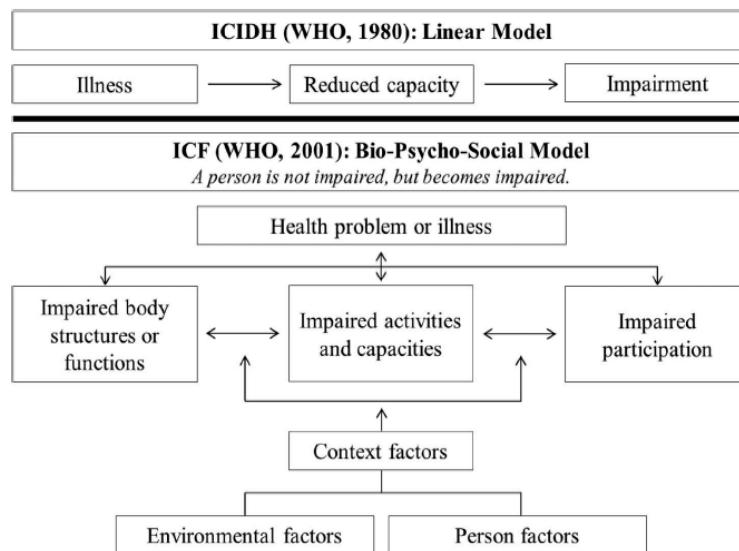 ICIDH (WHO, 1980): Linear Model
Illness
Reduced capacity
Impairment
ICF (WHO, 2001): Bio-Psycho-Social Model
A person is not impaired, but becomes impaired.
Health problem or illness
Impaired body
structures or
functions
Impaired activities
and capacities
Impaired
participation
Context factors
Environmental factors
Person factors